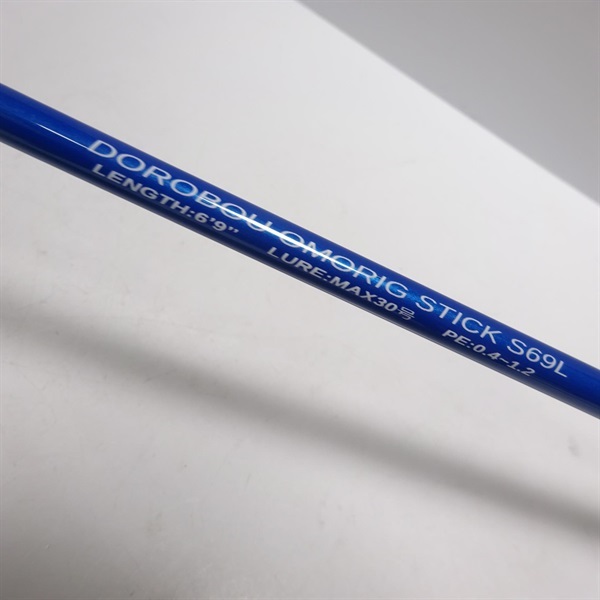 DOROBOU OMORIG STICK S69L
LENGTH:6'9" LURE:MAX30号 PE:0.4-1.2